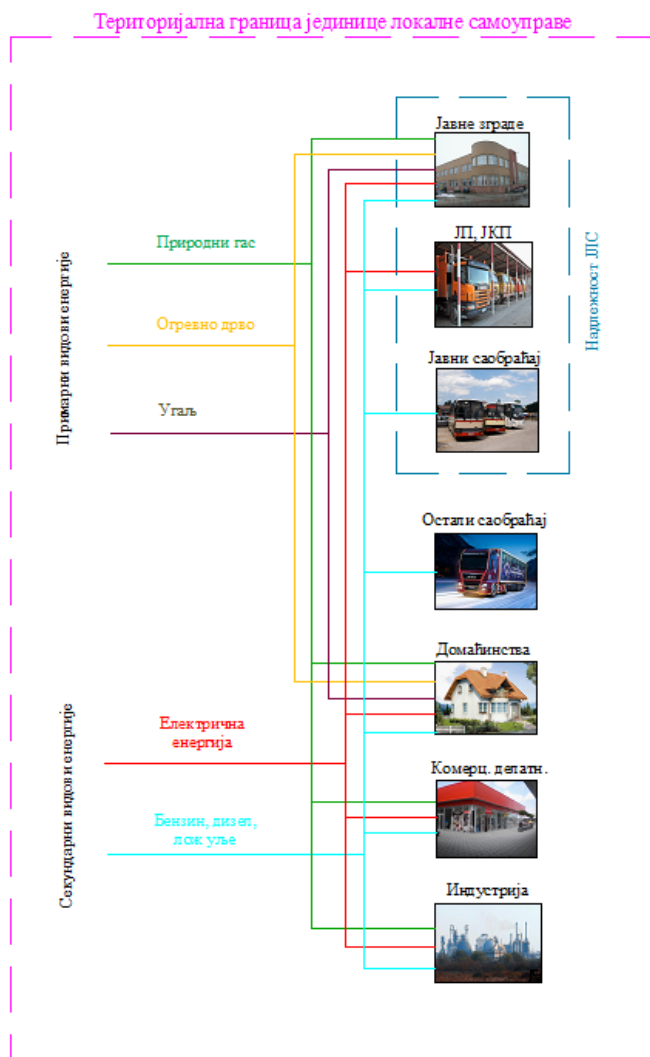 Територијална граница јединице локалне самоуправе
Јавне зграде
ЈП, ЈКП
Надлежност ЈЛС
Јавни саобраћај
Природни гас
Огревно дрво
Угаљ
Примарни видови енергије
Остали саобраћај
Домаћинства
Електрична
енергија
Комерц. делатн.
Бензин, дизел,
лож уље
Секундарни видови енергије
Индустрија